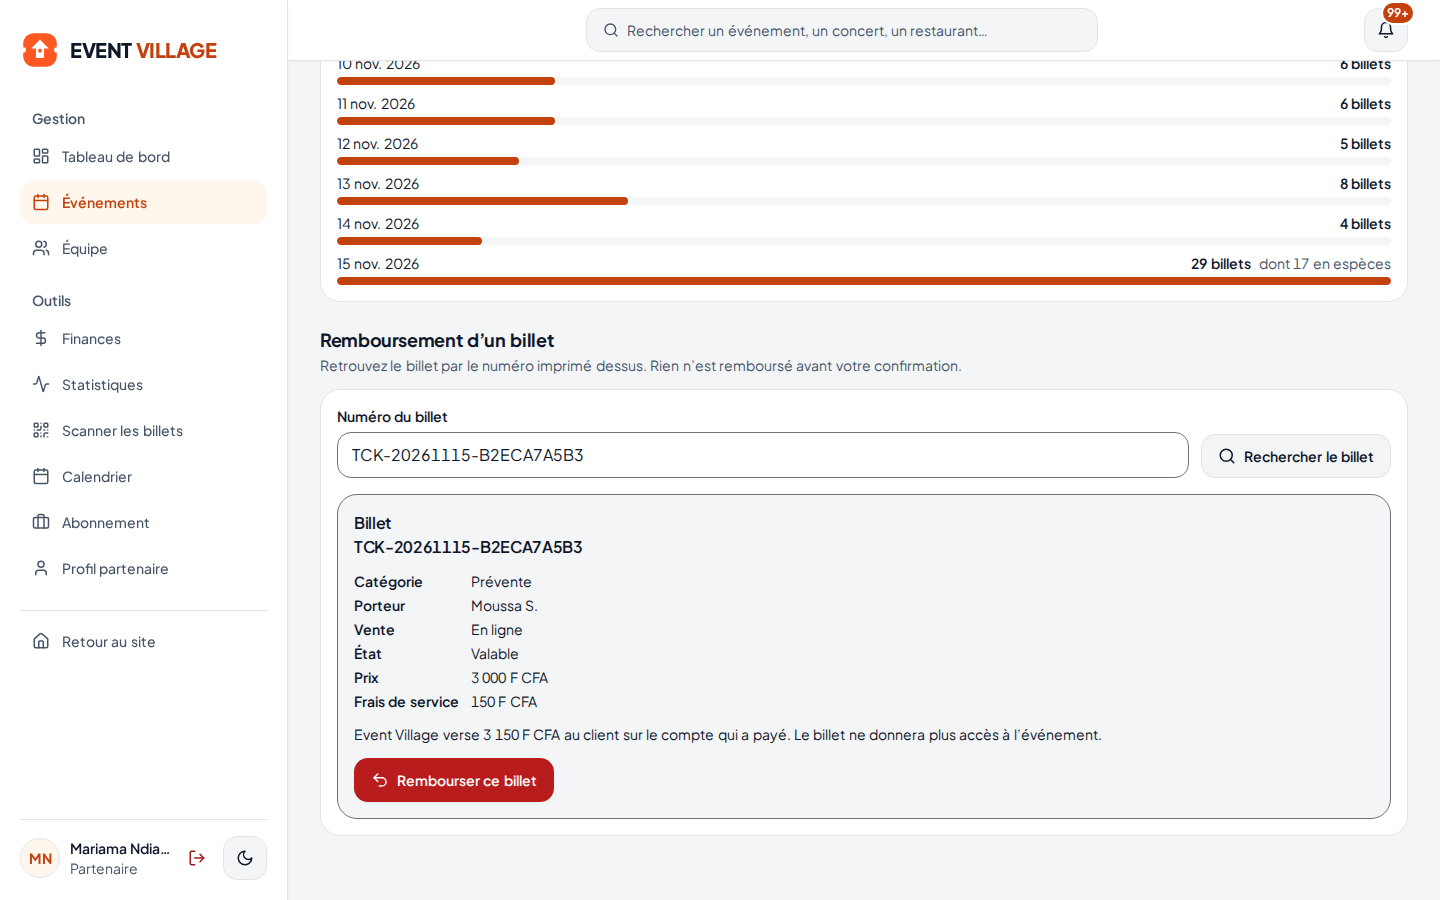 EVENT VILLAGE
Rechercher un événement, un concert, un restaurant…
99+
Gestion
Tableau de bord
Événements
Équipe
Outils
Finances
Statistiques
Scanner les billets
Calendrier
Abonnement
Profil partenaire
Retour au site
MN
Mariama Ndia…
Partenaire
10 nov. 2026 6 billets
11 nov. 2026 6 billets
12 nov. 2026 5 billets
13 nov. 2026 8 billets
14 nov. 2026 4 billets
15 nov. 2026 29 billets dont 17 en espèces
Remboursement d’un billet
Retrouvez le billet par le numéro imprimé dessus. Rien n’est remboursé avant votre confirmation.
Numéro du billet
TCK-20261115-B2ECA7A5B3 Rechercher le billet
Billet
TCK-20261115-B2ECA7A5B3
Catégorie Prévente
Porteur Moussa S.
Vente En ligne
État Valable
Prix 3 000 F CFA
Frais de service 150 F CFA
Event Village verse 3 150 F CFA au client sur le compte qui a payé. Le billet ne donnera plus accès à l’événement.
Rembourser ce billet